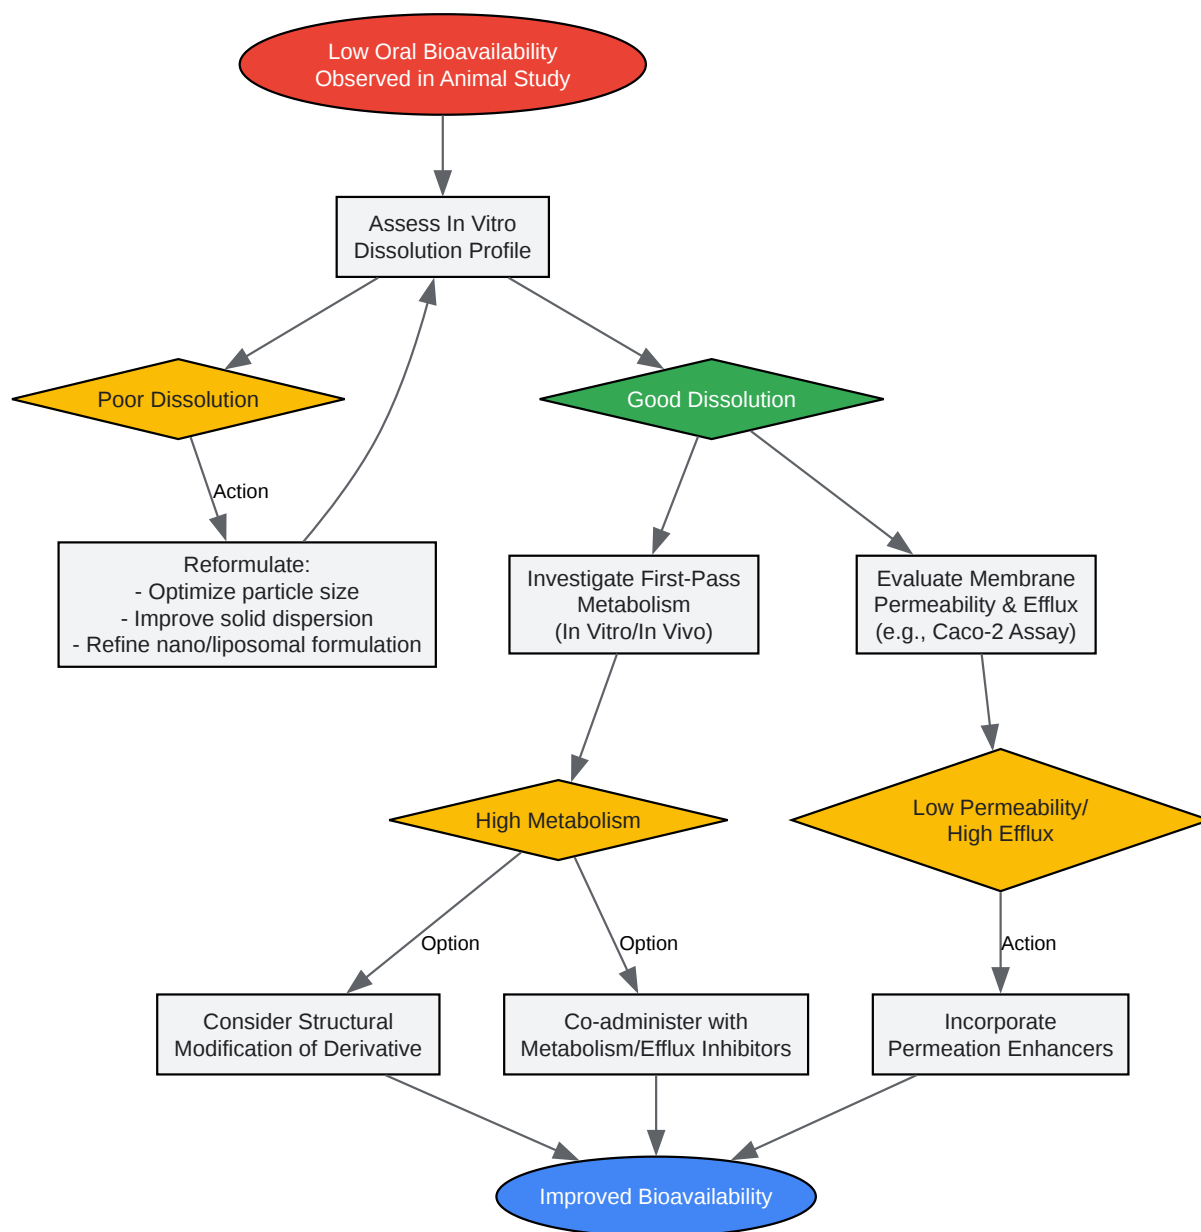 Low Oral Bioavailability
Observed in Animal Study
Assess In Vitro
Dissolution Profile
Poor Dissolution
Good Dissolution
Action
Reformulate:
- Optimize particle size
- Improve solid dispersion
- Refine nano/liposomal formulation
Investigate First-Pass
Metabolism
(In Vitro/In Vivo)
Evaluate Membrane
Permeability & Efflux
(e.g., Caco-2 Assay)
High Metabolism
Low Permeability/
High Efflux
Option
Option
Action
Consider Structural
Modification of Derivative
Co-administer with
Metabolism/Efflux Inhibitors
Incorporate
Permeation Enhancers
Improved Bioavailability